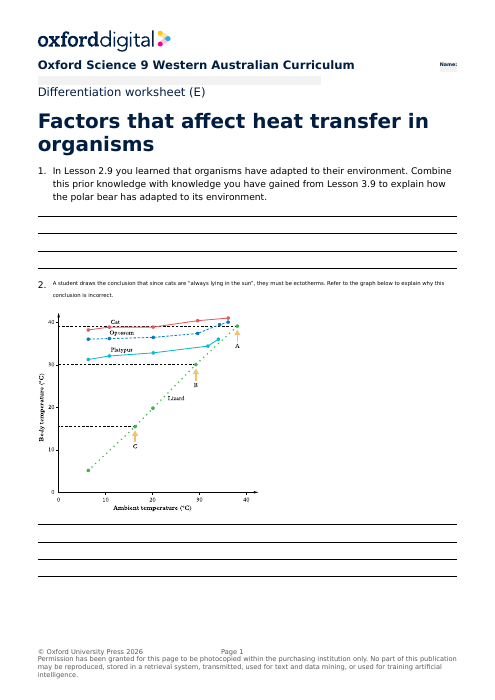 oxforddigital
Oxford Science 9 Western Australian Curriculum
Name:
Differentiation worksheet (E)
Factors that affect heat transfer in
organisms
1. In Lesson 2.9 you learned that organisms have adapted to their environment. Combine
this prior knowledge with knowledge you have gained from Lesson 3.9 to explain how
the polar bear has adapted to its environment.
2. A student draws the conclusion that since cats are "always lying in the sun", they must be ectotherms. Refer to the graph below to explain why this
conclusion is incorrect.
40
Cat
Opossum
A
Platypus
30
B
Lizard
Body temperature (°C)
20
C
10
0
0 10 20 30 40
Ambient temperature (°C)
© Oxford University Press 2026 Page 1
Permission has been granted for this page to be photocopied within the purchasing institution only. No part of this publication
may be reproduced, stored in a retrieval system, transmitted, used for text and data mining, or used for training artificial
intelligence.